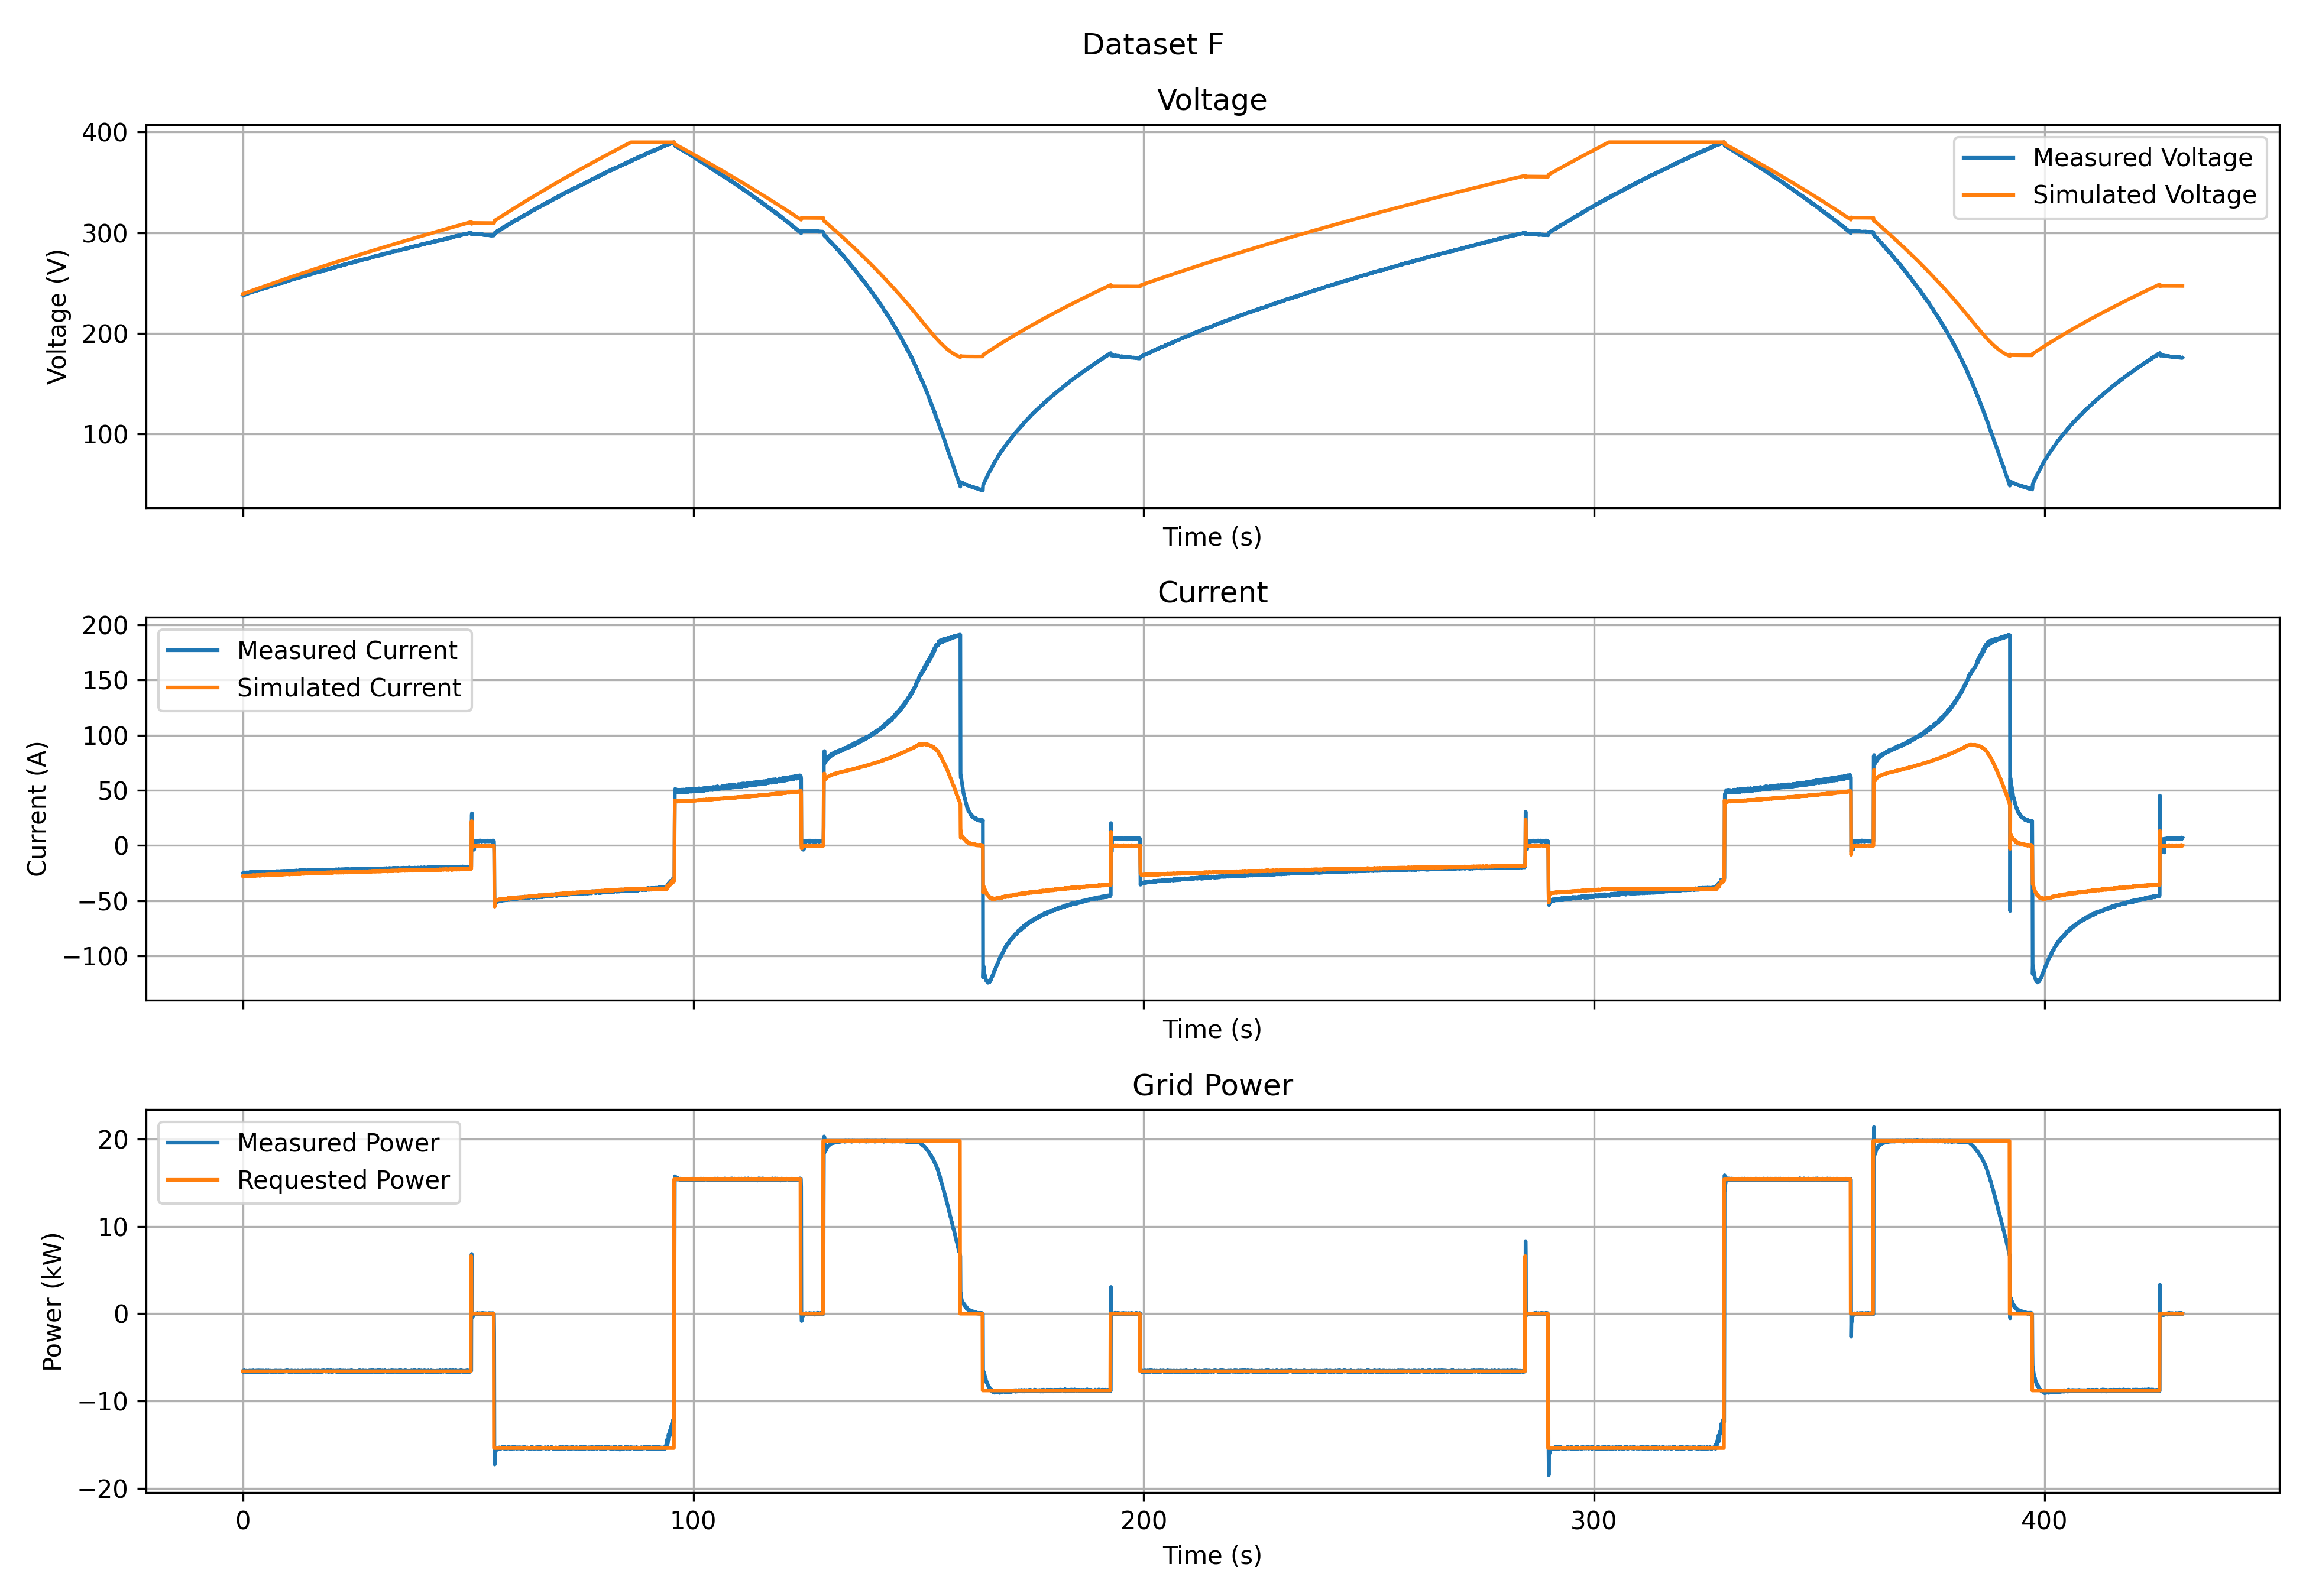 Dataset F
Voltage
400
300
200
100
Voltage (V)
Measured Voltage
Simulated Voltage
Time (s)
Current
200
150
100
50
0
−50
−100
Current (A)
Measured Current
Simulated Current
Time (s)
Grid Power
20
10
0
−10
−20
Power (kW)
Measured Power
Requested Power
0
100
200
300
400
Time (s)